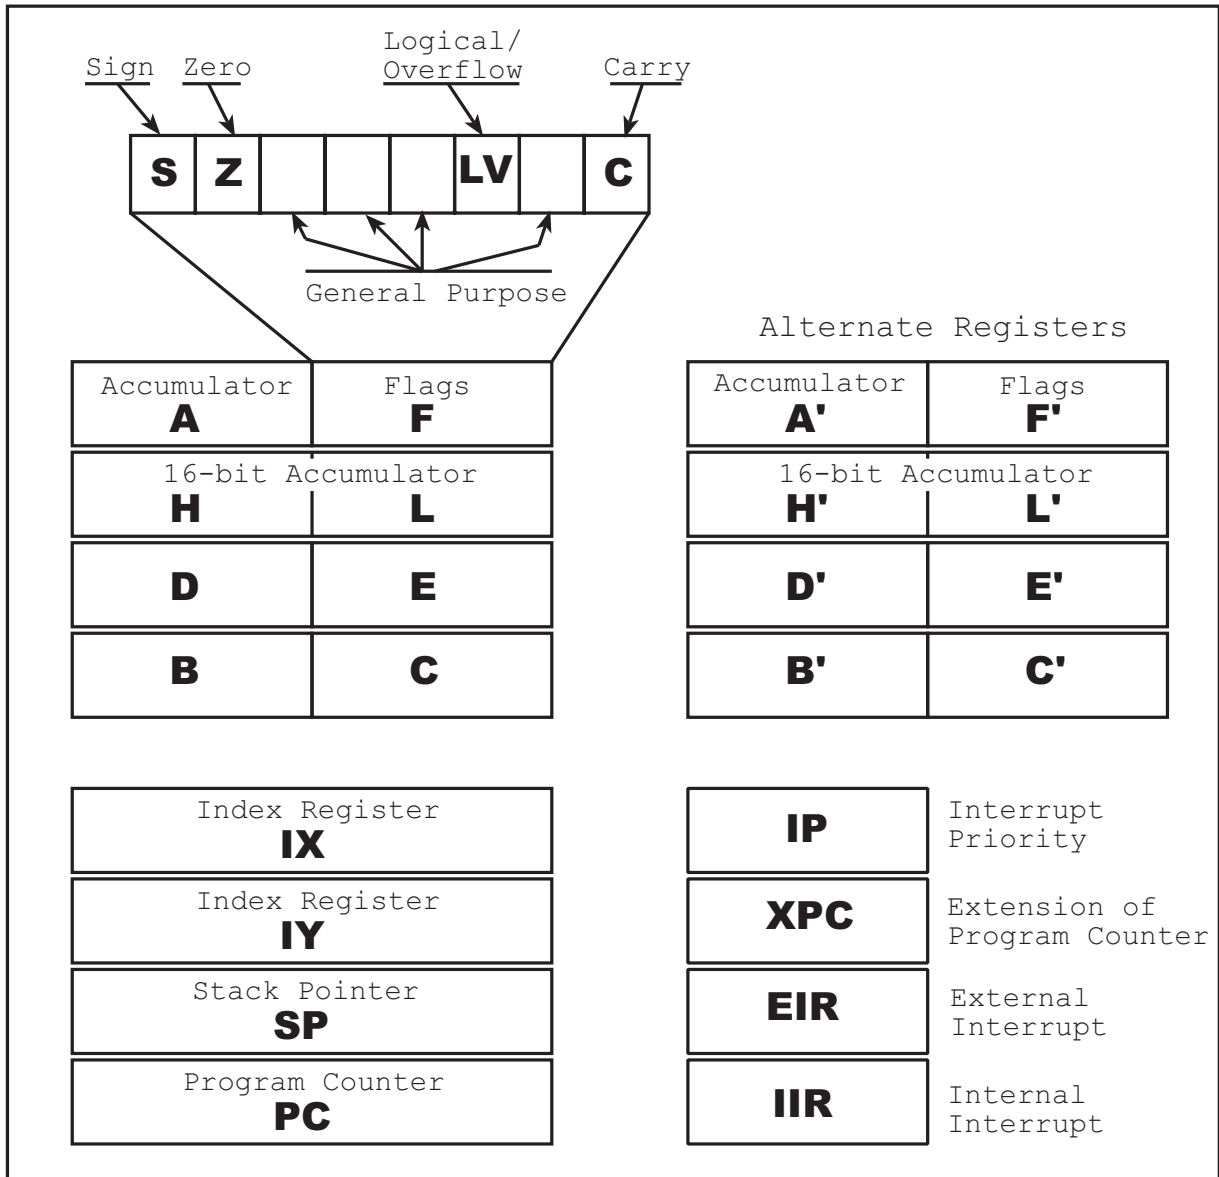 Logical/
Sign Zero Overflow Carry
S Z LV C
General Purpose
Alternate Registers
Accumulator Flags Accumulator Flags
A F A' F'
16-bit Accumulator 16-bit Accumulator
H L H' L'
D E D' E'
B C B' C'
Index Register
IX
Index Register
IY
Stack Pointer
SP
Program Counter
PC
IP
Interrupt
Priority
XPC
Extension of
Program Counter
EIR
External
Interrupt
IIR
Internal
Interrupt